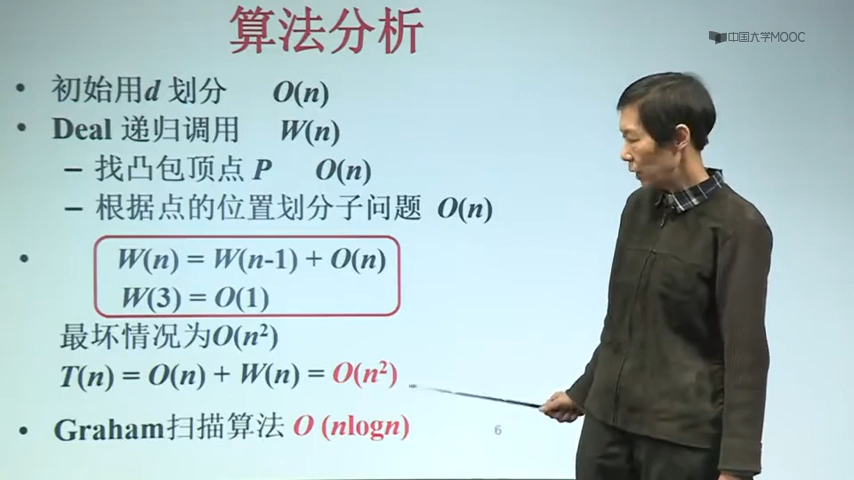 算法分析
中国大学MOOC
• 初始用d 划分 O(n)
• Deal 递归调用 W(n)
– 找凸包顶点 P O(n)
– 根据点的位置划分子问题 O(n)
• W(n) = W(n-1) + O(n)
W(3) = O(1)
最坏情况为O(n²)
T(n) = O(n) + W(n) = O(n²)
• Graham扫描算法 O (nlogn)
6